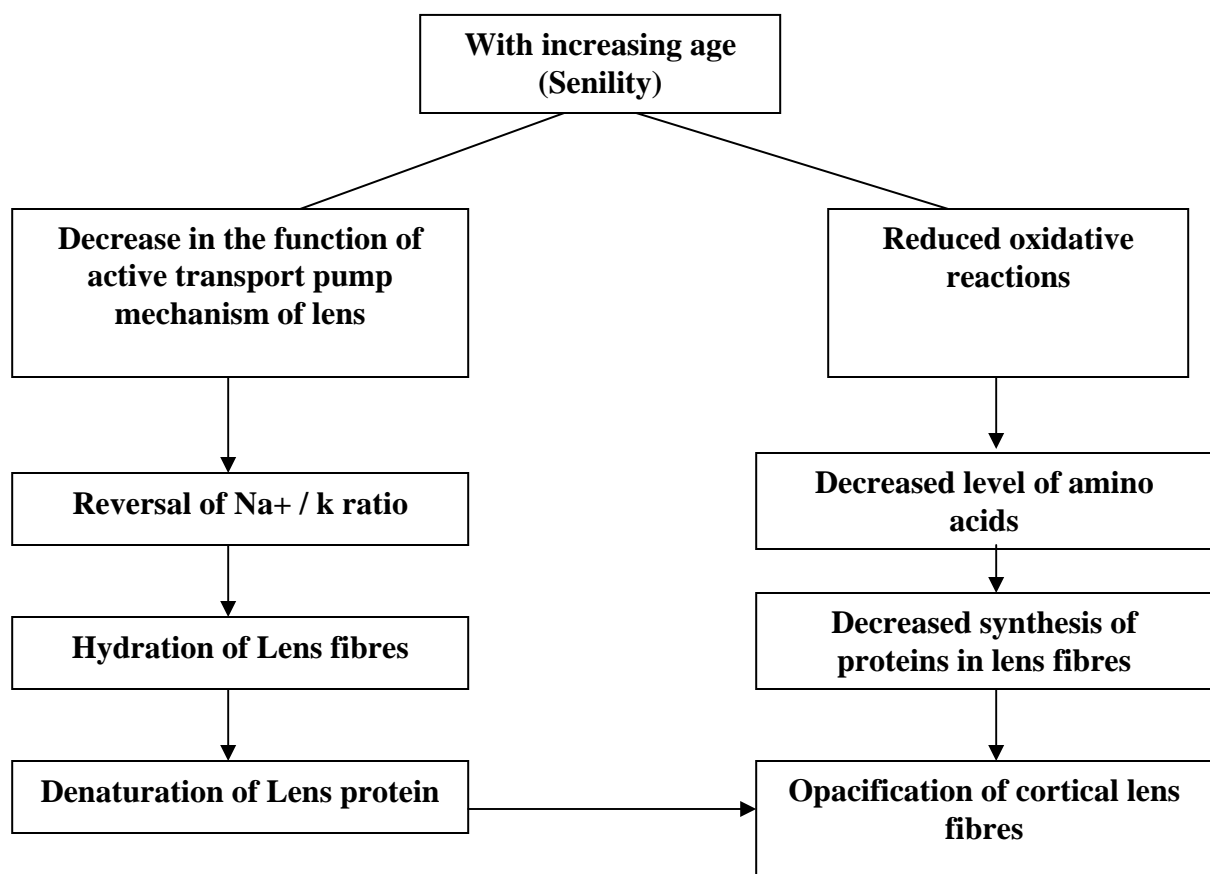 With increasing age
(Senility)
Decrease in the function of
active transport pump
mechanism of lens
Reduced oxidative
reactions
Reversal of Na+ / k ratio
Decreased level of amino
acids
Hydration of Lens fibres
Decreased synthesis of
proteins in lens fibres
Denaturation of Lens protein
Opacification of cortical lens
fibres